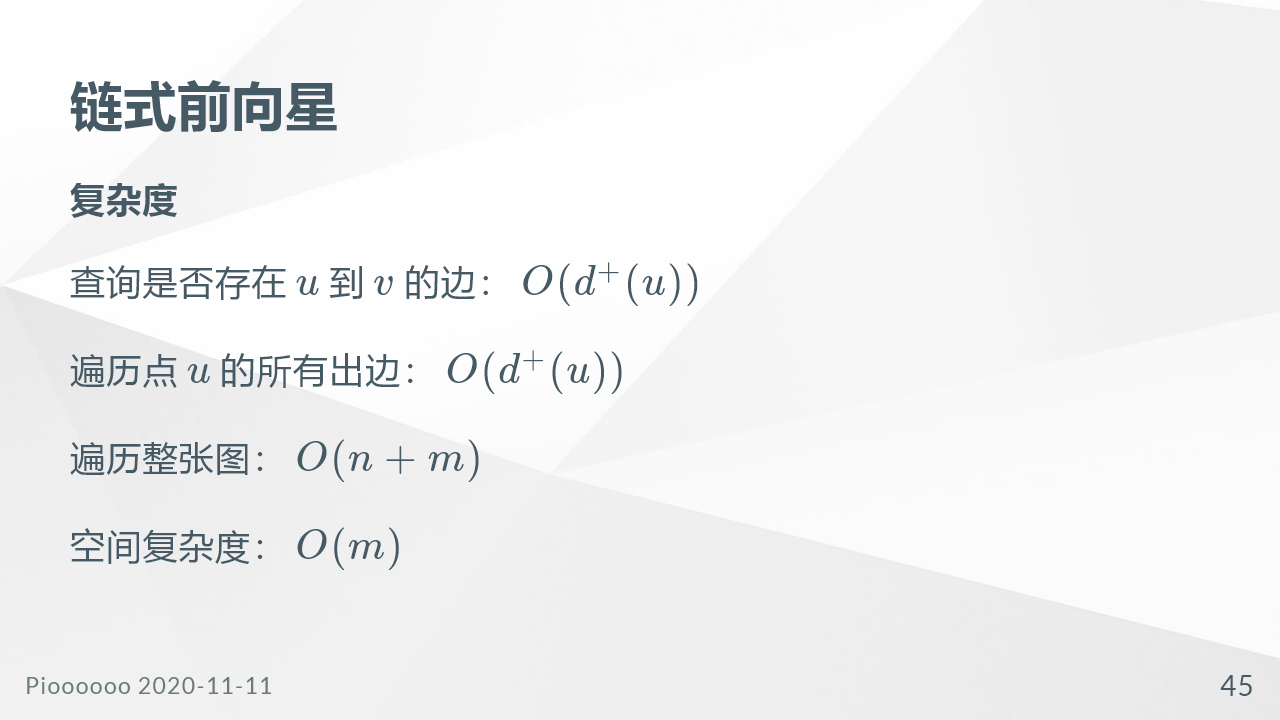 链式前向星
复杂度
查询是否存在 u 到 v 的边： O(d⁺(u))
遍历点 u 的所有出边： O(d⁺(u))
遍历整张图： O(n + m)
空间复杂度： O(m)
Pioooooo 2020-11-11
45